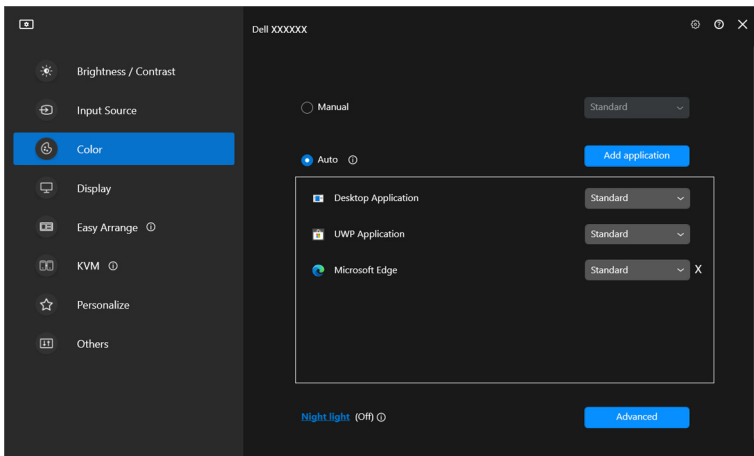 Dell XXXXXX
Brightness / Contrast
Input Source
Color
Display
Easy Arrange
KVM
Personalize
Others
Manual
Standard
Auto
Add application
Desktop Application
Standard
UWP Application
Standard
Microsoft Edge
Standard
X
Night light (Off)
Advanced